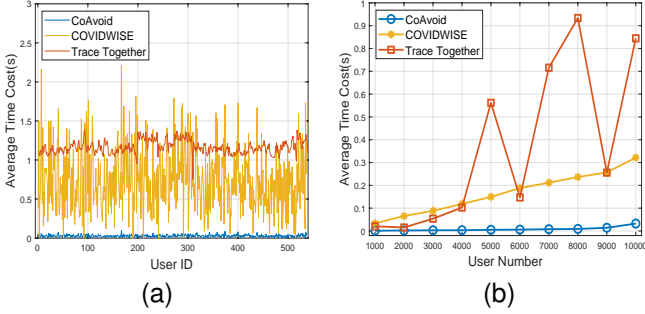 3
2.5
2
1.5
1
0.5
0
0 100 200 300 400 500
Average Time Cost(s)
User ID
CoAvoid
COVIDWISE
Trace Together
(a)
1
0.9
0.8
0.7
0.6
0.5
0.4
0.3
0.2
0.1
0
1000 2000 3000 4000 5000 6000 7000 8000 9000 10000
Average Time Cost(s)
User Number
CoAvoid
COVIDWISE
Trace Together
(b)